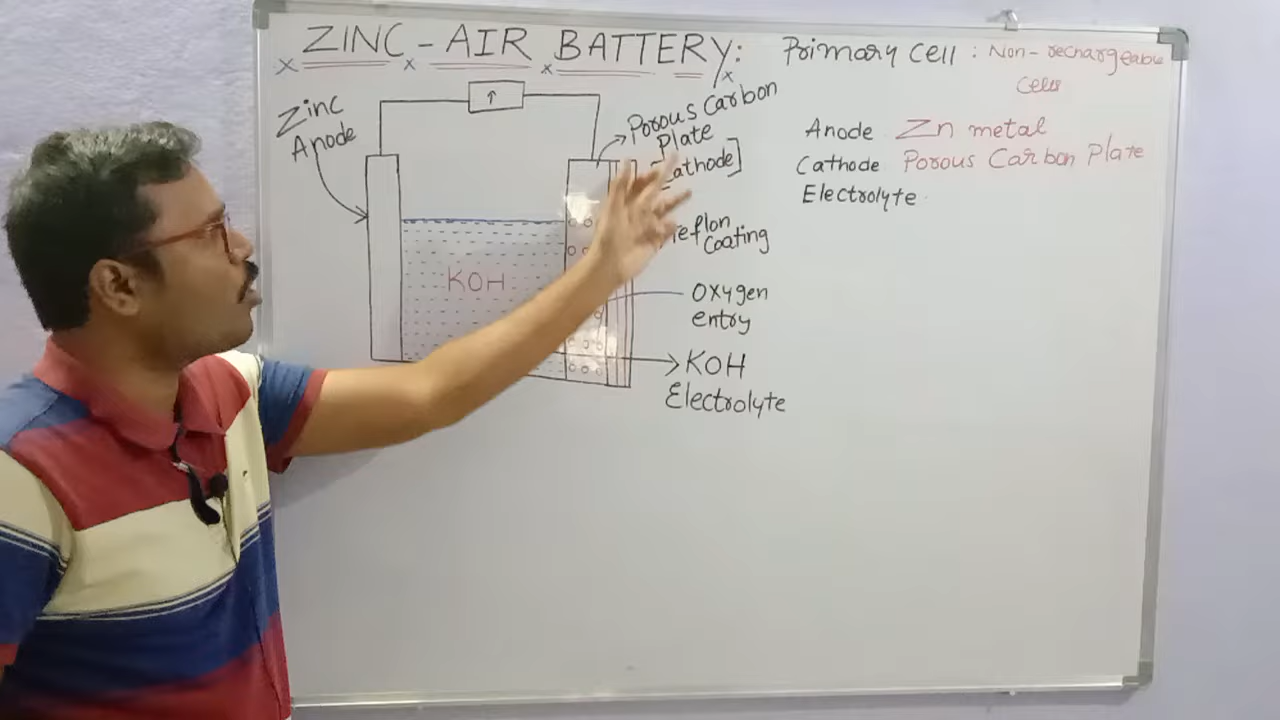 ZINC - AIR BATTERY:
Primary Cell : Non-rechargeable
Cells
Zinc
Anode
Porous Carbon
Plate
[Cathode]
Teflon
Coating
KOH
Oxygen
entry
KOH
Electrolyte
Anode Zn metal
Cathode Porous Carbon Plate
Electrolyte